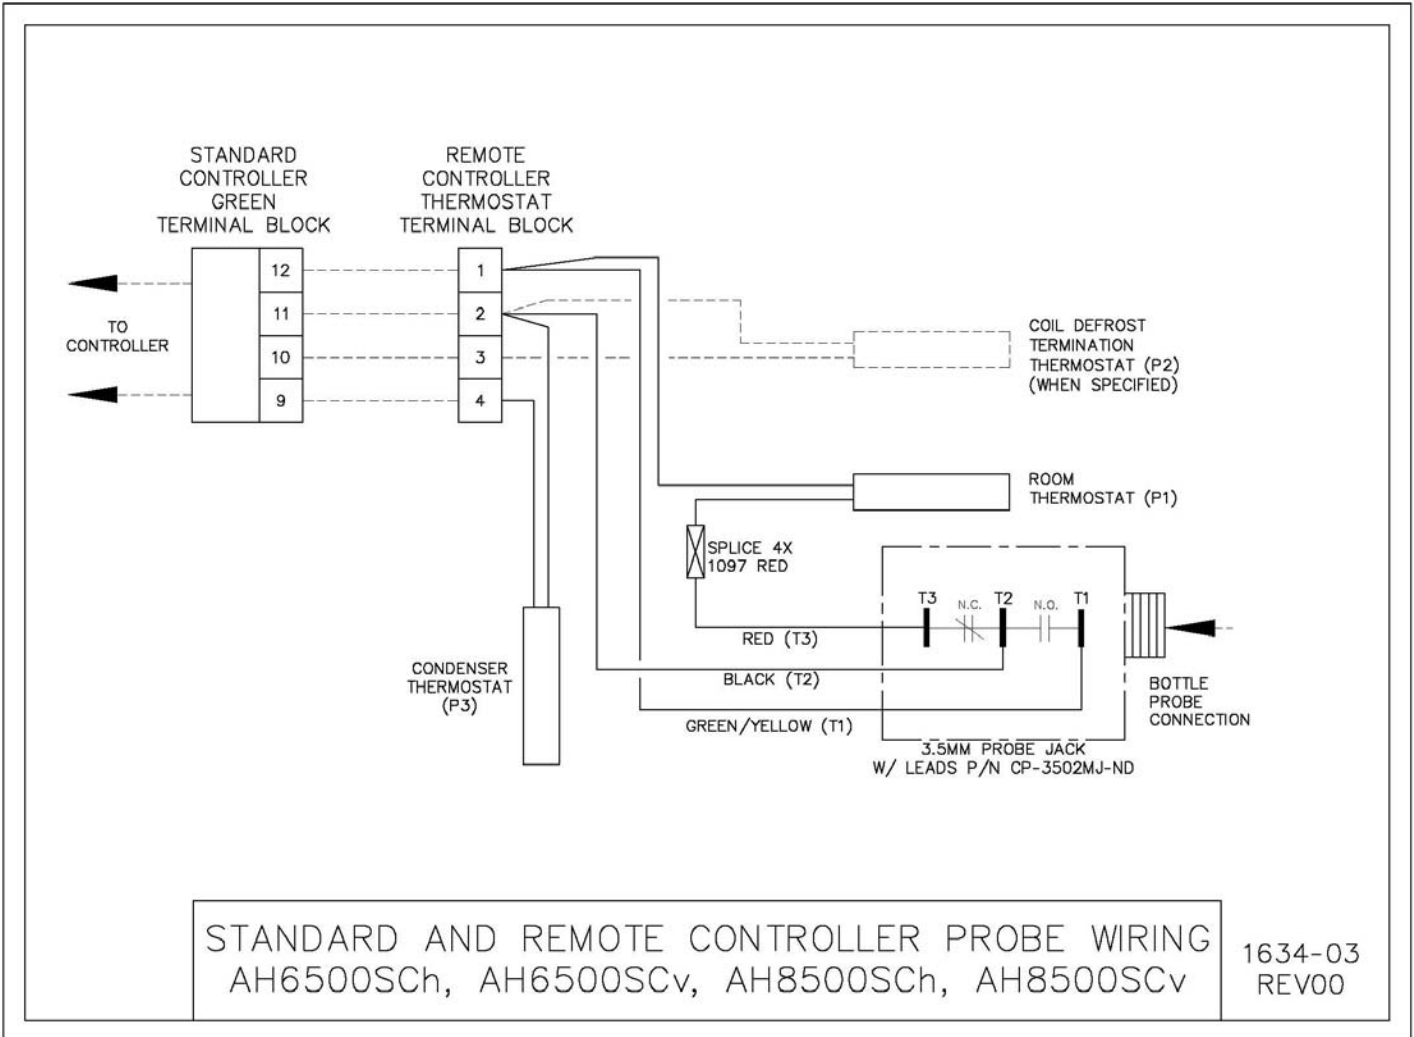 STANDARD
CONTROLLER
GREEN
TERMINAL BLOCK
REMOTE
CONTROLLER
THERMOSTAT
TERMINAL BLOCK
12
11
10
9
1
2
3
4
TO
CONTROLLER
COIL DEFROST
TERMINATION
THERMOSTAT (P2)
(WHEN SPECIFIED)
ROOM
THERMOSTAT (P1)
SPLICE 4X
1097 RED
T3
N.C.
T2
N.O.
T1
RED (T3)
BLACK (T2)
GREEN/YELLOW (T1)
CONDENSER
THERMOSTAT
(P3)
BOTTLE
PROBE
CONNECTION
3.5MM PROBE JACK
W/ LEADS P/N CP-3502MJ-ND
STANDARD AND REMOTE CONTROLLER PROBE WIRING
AH6500SCh, AH6500SCv, AH8500SCh, AH8500SCv
1634-03
REV00